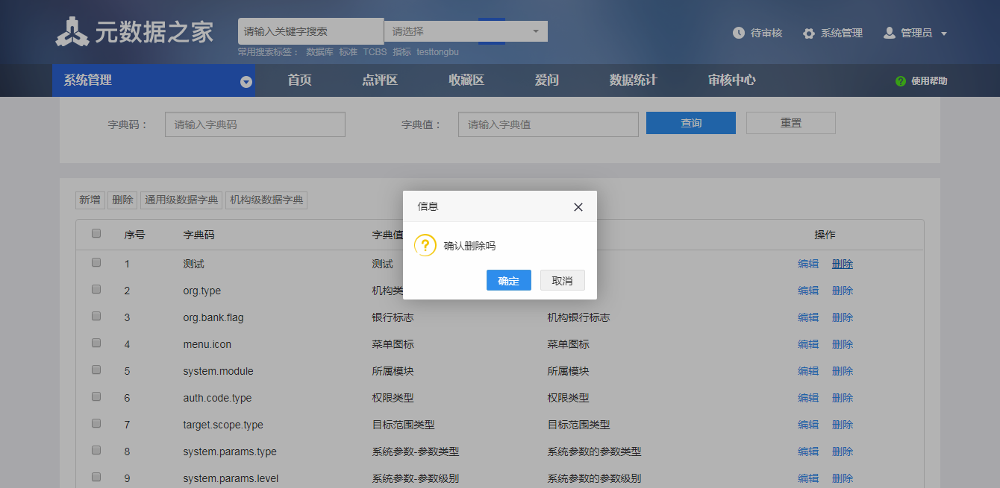 元数据之家
请输入关键字搜索 请选择
常用搜索标签： 数据库 标准 TCBS 指标 testtongbu
待审核 系统管理 管理员
系统管理 首页 点评区 收藏区 爱问 数据统计 审核中心 使用帮助
字典码： 请输入字典码 字典值： 请输入字典值 查询 重置
新增 删除 通用级数据字典 机构级数据字典
信息
确认删除吗
确定 取消
序号 字典码 字典值 操作
1 测试 测试 编辑 删除
2 org.type 机构类 编辑 删除
3 org.bank.flag 银行标志 机构银行标志 编辑 删除
4 menu.icon 菜单图标 菜单图标 编辑 删除
5 system.module 所属模块 所属模块 编辑 删除
6 auth.code.type 权限类型 权限类型 编辑 删除
7 target.scope.type 目标范围类型 目标范围类型 编辑 删除
8 system.params.type 系统参数-参数类型 系统参数的参数类型 编辑 删除
9 system.params.level 系统参数-参数级别 系统参数的参数级别 编辑 删除